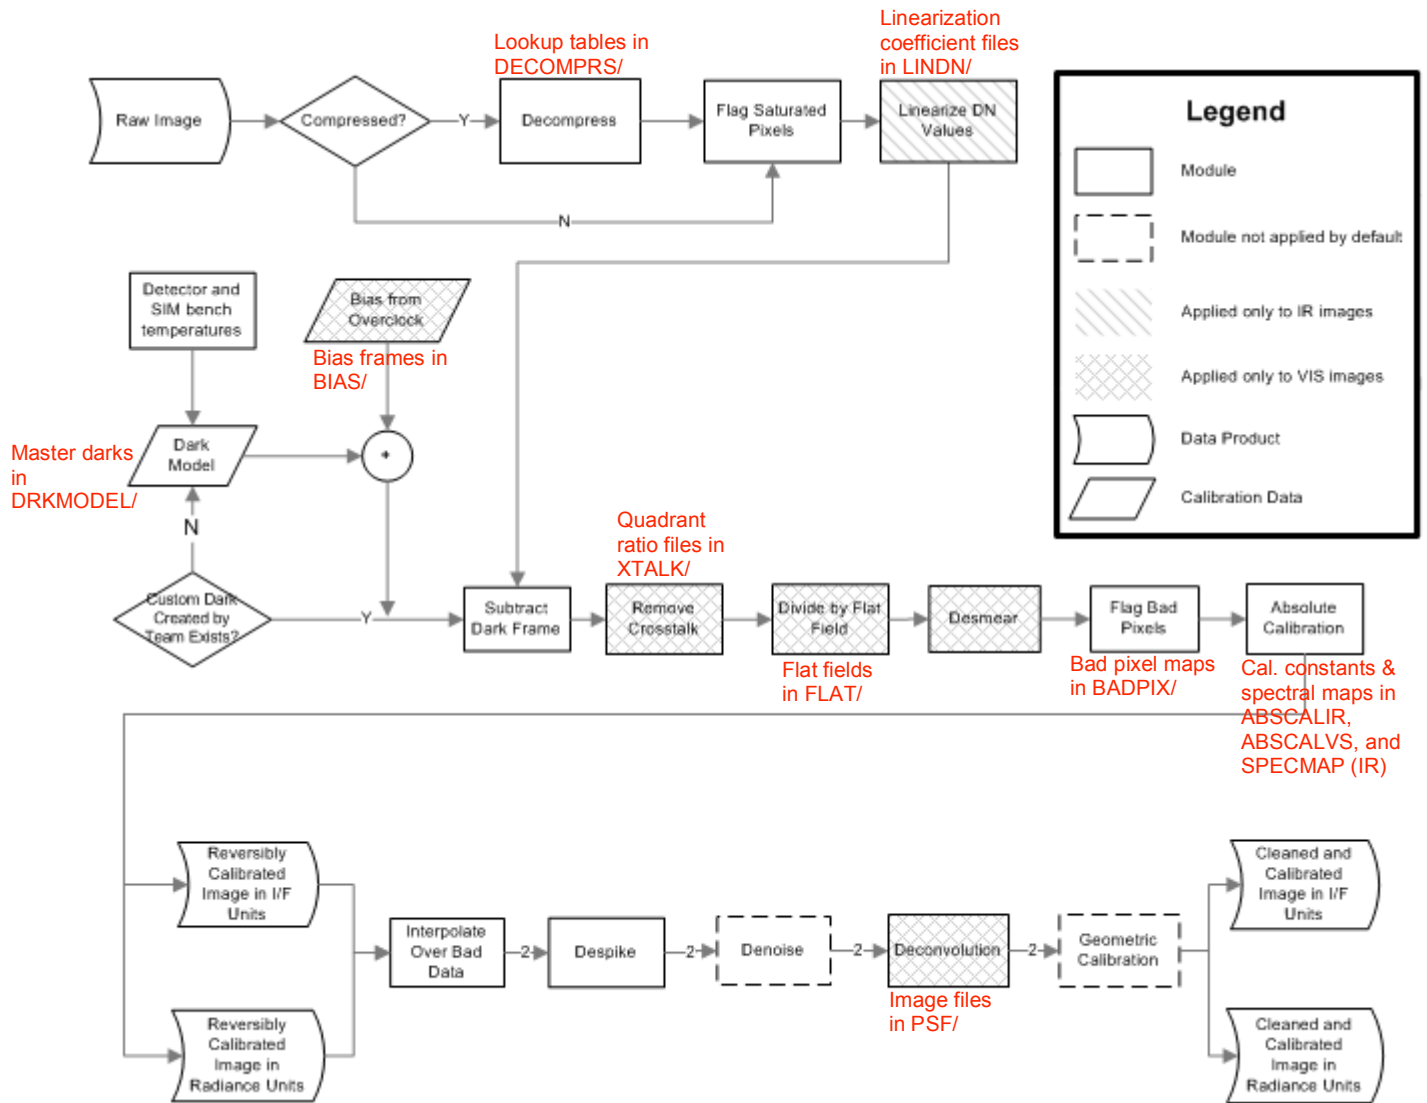 Lookup tables in
DECOMPRS/
Linearization
coefficient files
in LINDN/
Raw Image
Compressed?
Y
Decompress
Flag Saturated
Pixels
Linearize DN
Values
N
Legend
Module
Module not applied by default
Applied only to IR images
Applied only to VIS images
Data Product
Calibration Data
Detector and
SIM bench
temperatures
Bias from
Overclock
Bias frames in
BIAS/
Master darks
in
DRKMODEL/
Dark
Model
+
N
Custom Dark
Created by
Team Exists?
Y
Subtract
Dark Frame
Quadrant
ratio files in
XTALK/
Remove
Crosstalk
Divide by Flat
Field
Flat fields
in FLAT/
Desmear
Flag Bad
Pixels
Bad pixel maps
in BADPIX/
Absolute
Calibration
Cal. constants &
spectral maps in
ABSCALIR,
ABSCALVS, and
SPECMAP (IR)
Reversibly
Calibrated
Image in I/F
Units
Reversibly
Calibrated
Image in
Radiance Units
Interpolate
Over Bad
Data
2
Despike
2
Denoise
2
Deconvolution
Image files
in PSF/
2
Geometric
Calibration
Cleaned and
Calibrated
Image in I/F
Units
Cleaned and
Calibrated
Image in
Radiance Units